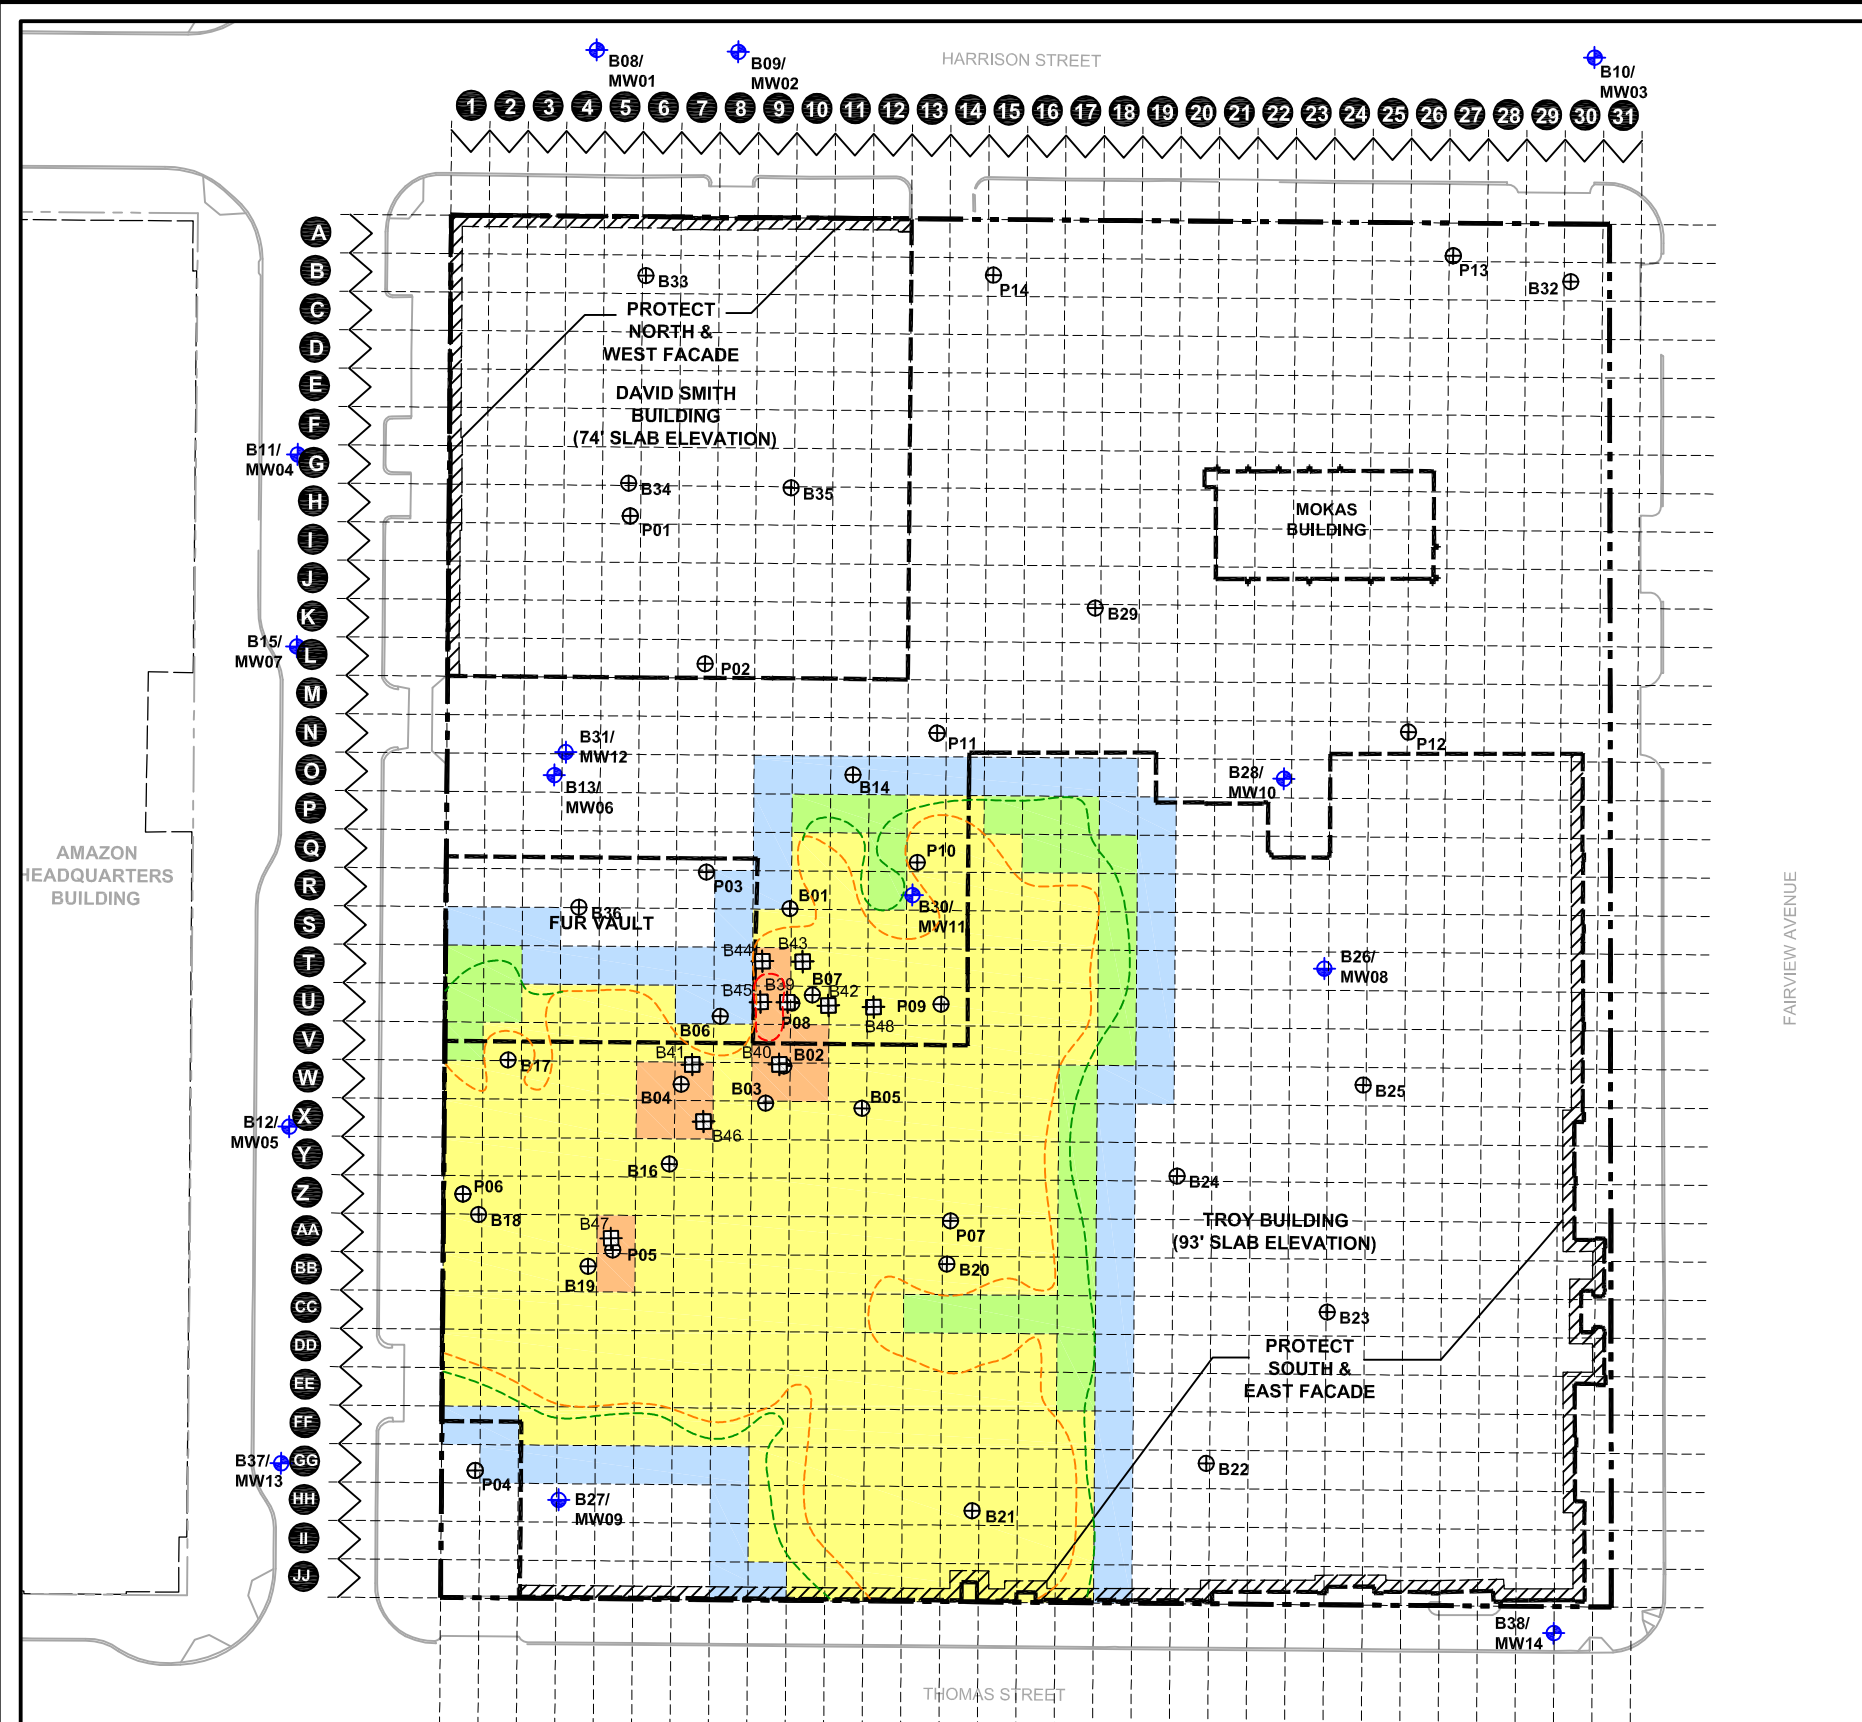 HARRISON STREET
B08/
MW01
B09/
MW02
B10/
MW03
1 2 3 4 5 6 7 8 9 10 11 12 13 14 15 16 17 18 19 20 21 22 23 24 25 26 27 28 29 30 31
A
B
C
D
E
F
G
H
I
J
K
L
M
N
O
P
Q
R
S
T
U
V
W
X
Y
Z
AA
BB
CC
DD
EE
FF
GG
HH
II
JJ
B33
P14
P13
B32
PROTECT
NORTH &
WEST FACADE
DAVID SMITH
BUILDING
(74' SLAB ELEVATION)
B11/
MW04
B34
B35
P01
MOKAS
BUILDING
B29
B15/
MW07
P02
B31/
MW12
B13/
MW06
P11
P12
B14
B28/
MW10
AMAZON
HEADQUARTERS
BUILDING
P10
P03
B01
B36
FUR VAULT
B30/
MW11
B44
B43
B26/
MW08
B07
B45
B39
B42
P09
P08
B48
B06
B41
B40
B02
B17
B04
B03
B05
B25
B12/
MW05
B46
B16
B24
P06
B18
B47
P05
B19
P07
B20
TROY BUILDING
(93' SLAB ELEVATION)
B23
PROTECT
SOUTH &
EAST FACADE
B37/
MW13
P04
B22
B27/
MW09
B21
B38/
MW14
THOMAS STREET
FAIRVIEW AVENUE